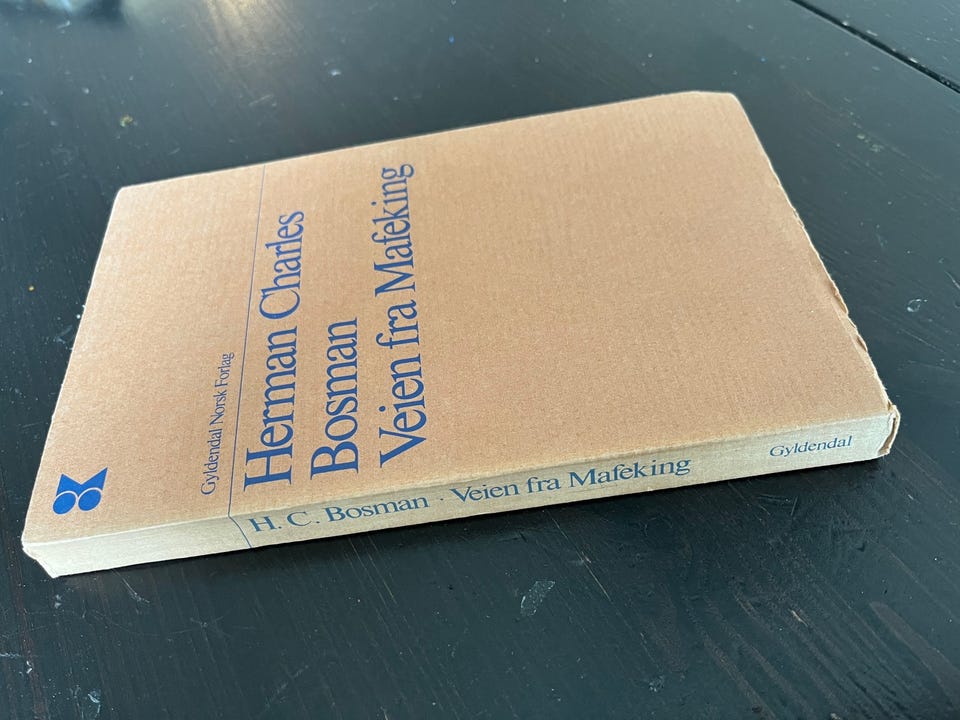 Gyldendal Norsk Forlag
Herman Charles
Bosman
Veien fra Mafeking
H. C. Bosman · Veien fra Mafeking
Gyldendal